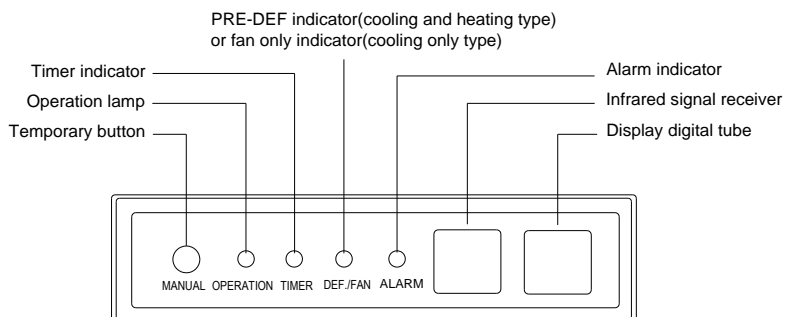 PRE-DEF indicator(cooling and heating type)
or fan only indicator(cooling only type)
Timer indicator
Alarm indicator
Operation lamp
Infrared signal receiver
Temporary button
Display digital tube
MANUAL OPERATION TIMER DEF./FAN ALARM